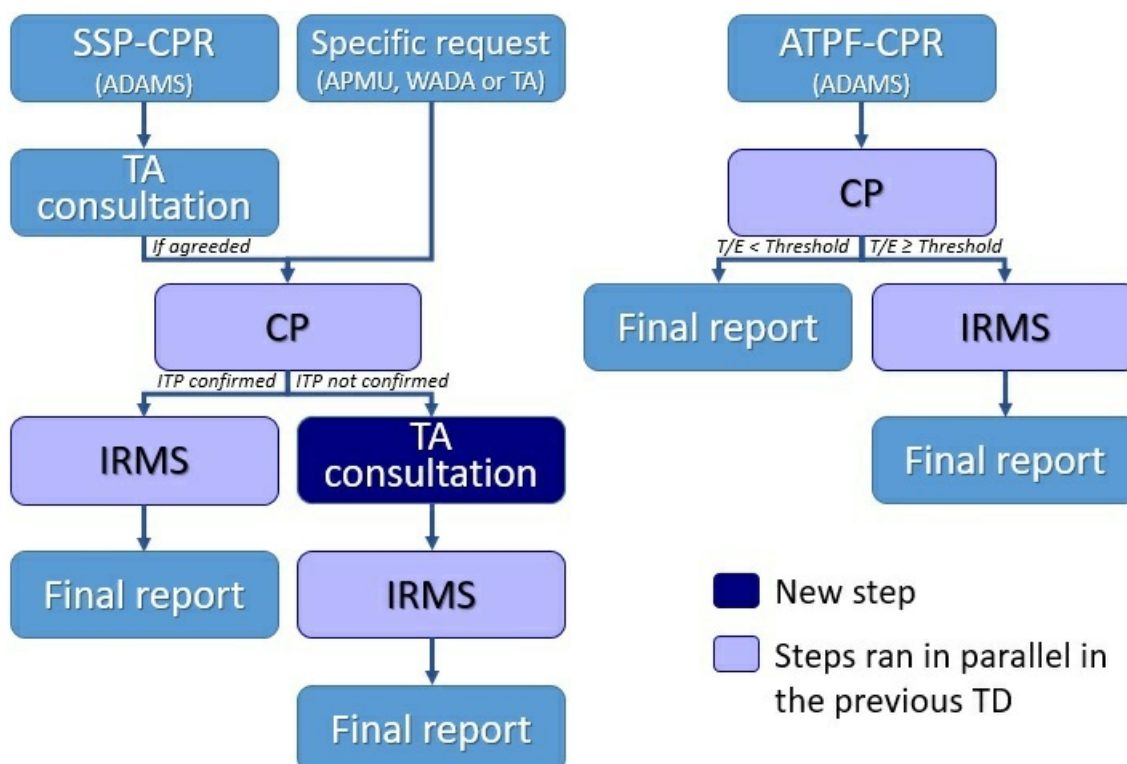 SSP-CPR
(ADAMS)
Specific request
(APMU, WADA or TA)
TA
consultation
If agreeded
CP
ITP confirmed
ITP not confirmed
IRMS
TA
consultation
Final report
IRMS
Final report
ATPF-CPR
(ADAMS)
CP
T/E < Threshold
T/E ≥ Threshold
Final report
IRMS
Final report
New step
Steps ran in parallel in
the previous TD